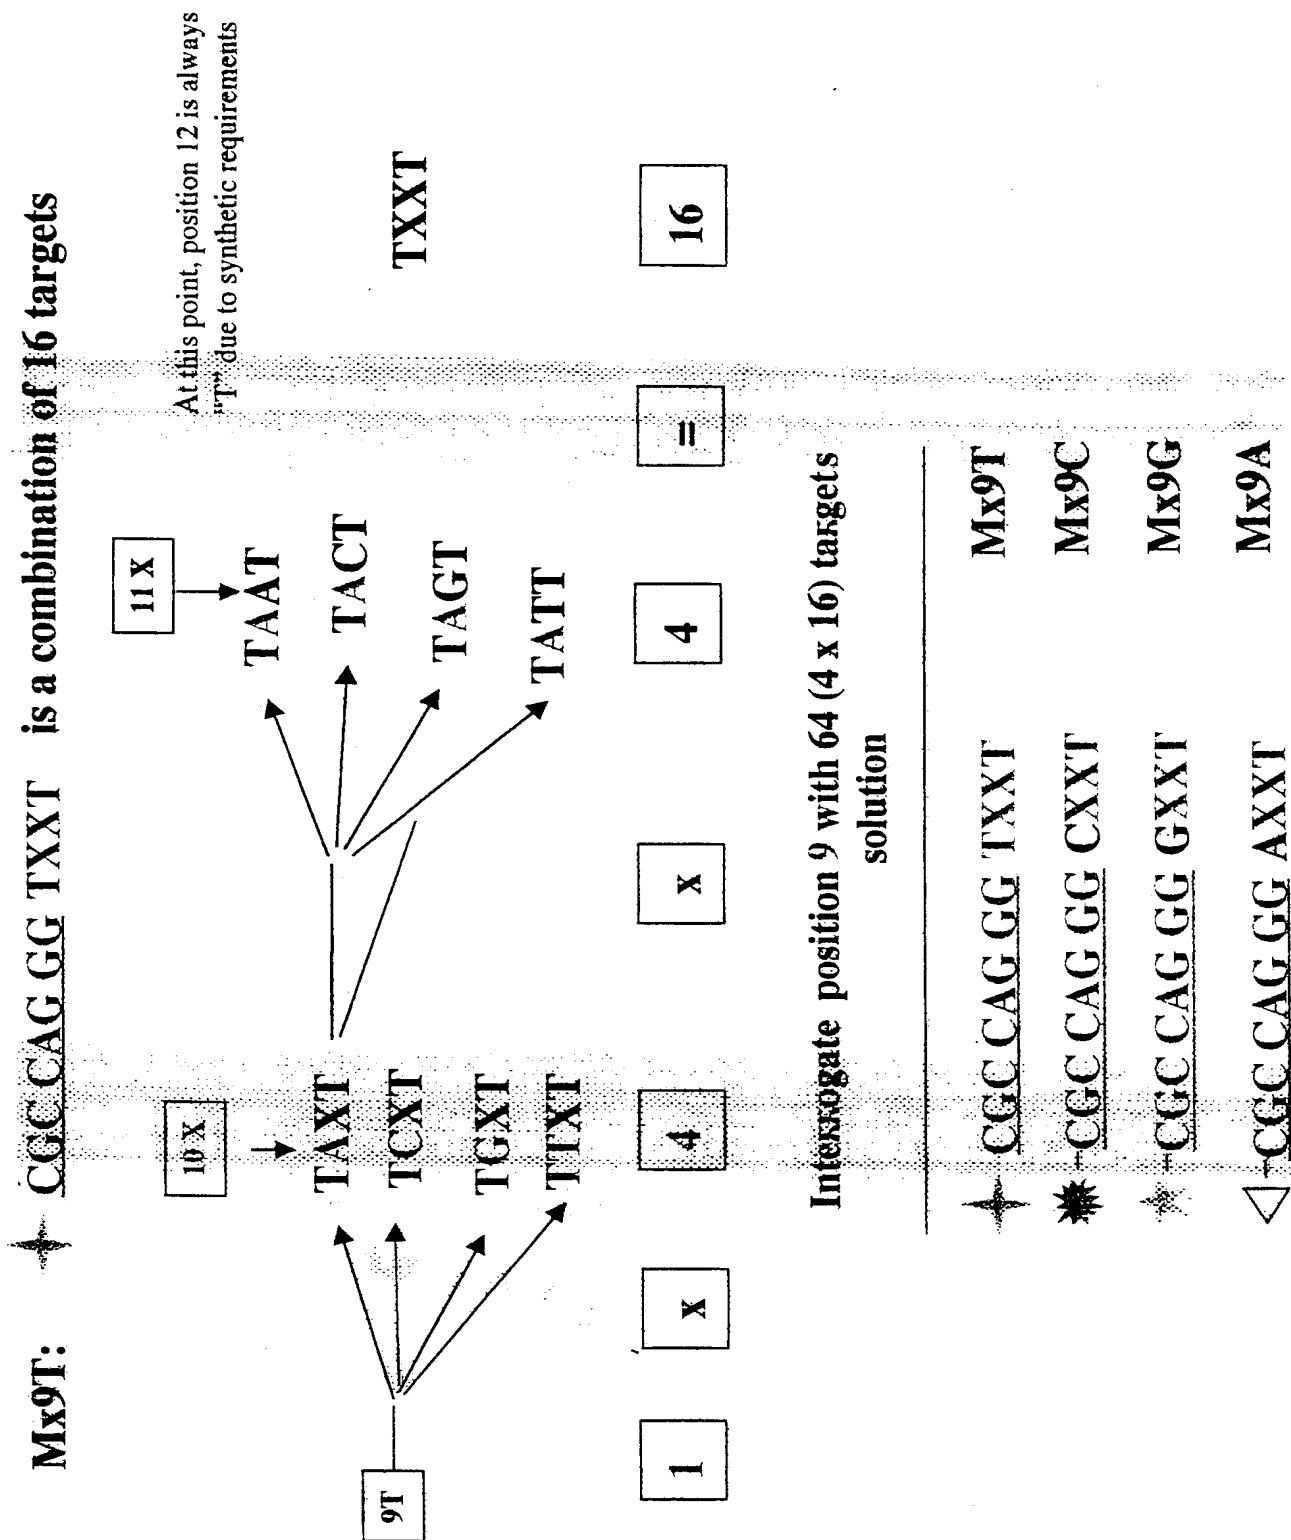 Mx9T: CGC CAG GG TXXT is a combination of 16 targets
At this point, position 12 is always
"T" due to synthetic requirements
10 X
11 X
9T
TAXT
TCXT
TGXT
TTXT
TAAT
TACT
TAGT
TATT
TXXT
1 x 4 x 4 = 16
Interrogate position 9 with 64 (4 x 16) targets
solution
CGC CAG GG TXXT Mx9T
CGC CAG GG CXXT Mx9C
CGC CAG GG GXXT Mx9G
CGC CAG GG AXXT Mx9A